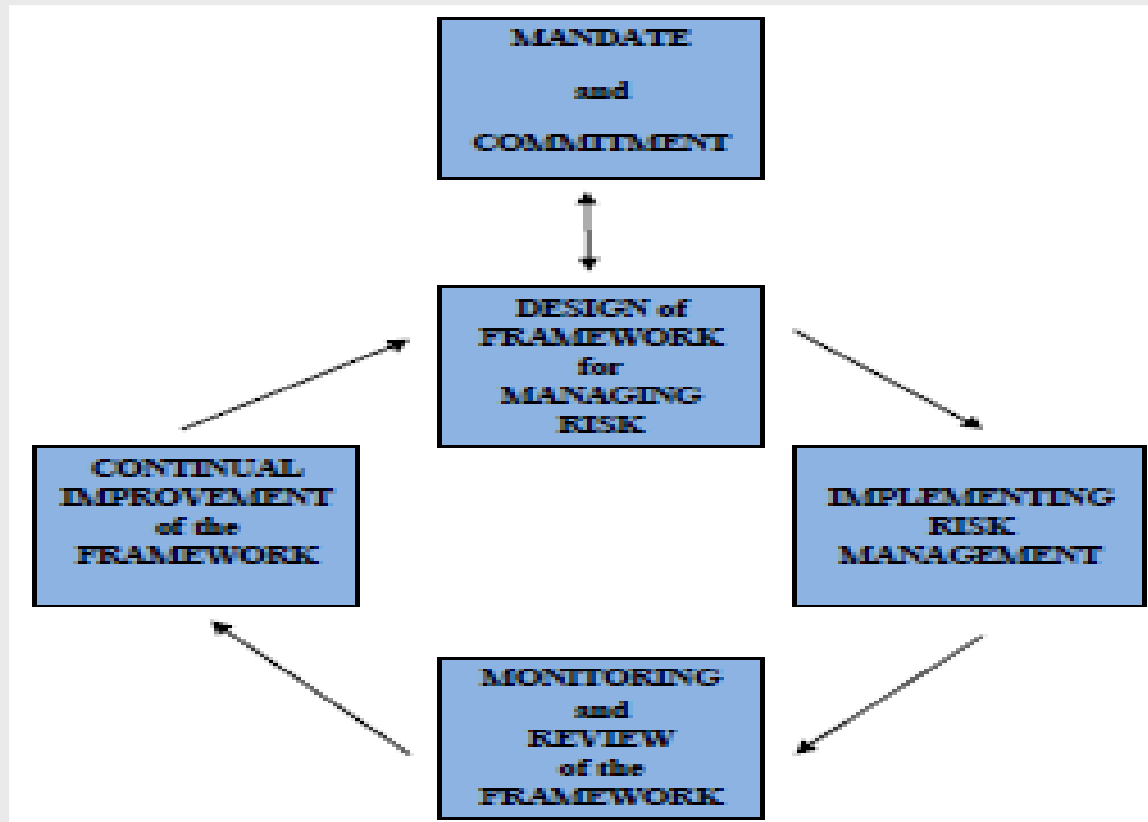 MANDATE
and
COMMITMENT
DESIGN of
FRAMEWORK
for
MANAGING
RISK
CONTINUAL
IMPROVEMENT
of the
FRAMEWORK
IMPLEMENTING
RISK
MANAGEMENT
MONITORING
and
REVIEW
of the
FRAMEWORK